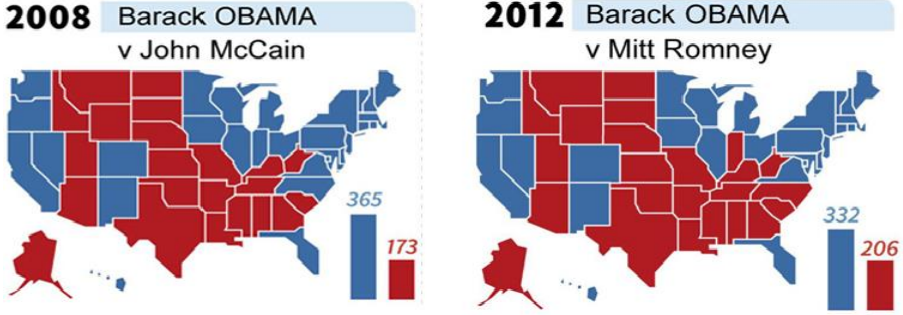 2008 Barack OBAMA
v John McCain
365
173
2012 Barack OBAMA
v Mitt Romney
332
206